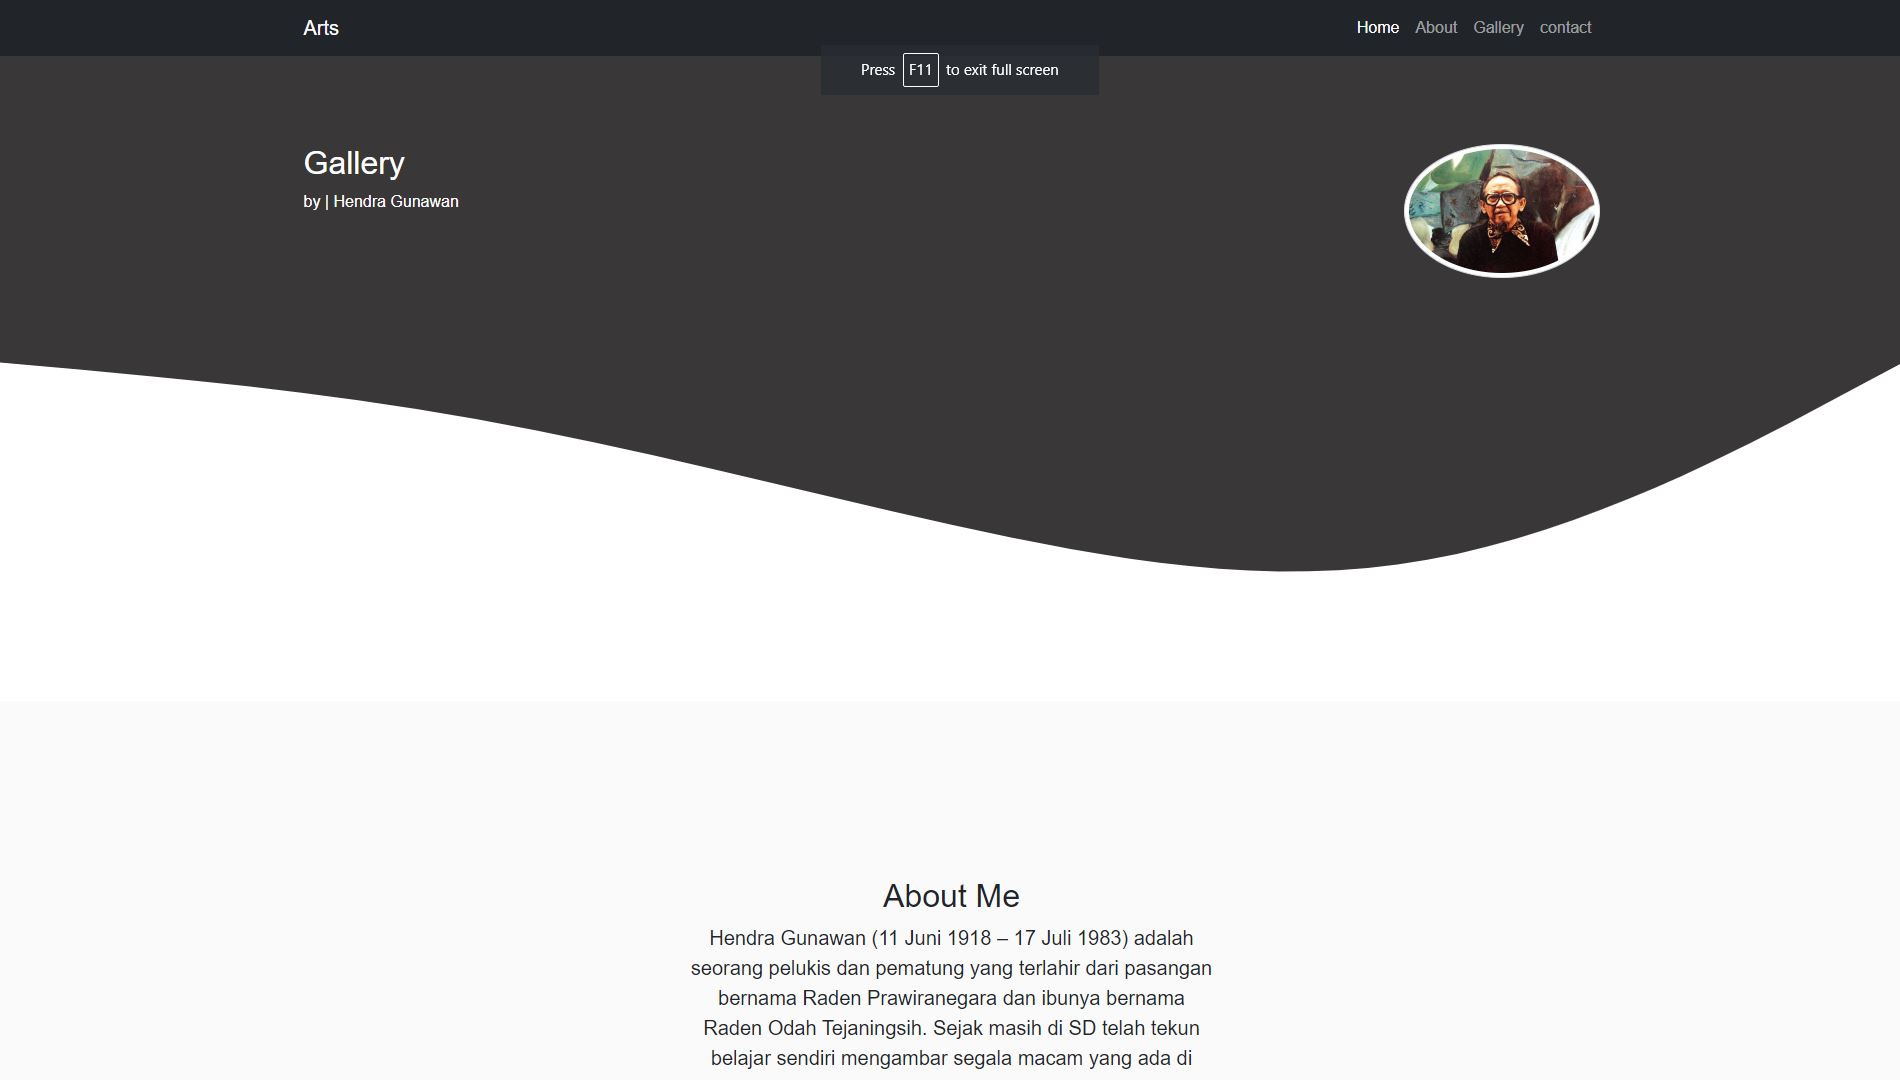 Arts
Home About Gallery contact
Press F11 to exit full screen
Gallery
by | Hendra Gunawan
About Me
Hendra Gunawan (11 Juni 1918 – 17 Juli 1983) adalah
seorang pelukis dan pematung yang terlahir dari pasangan
bernama Raden Prawiranegara dan ibunya bernama
Raden Odah Tejaningsih. Sejak masih di SD telah tekun
belajar sendiri mengambar segala macam yang ada di